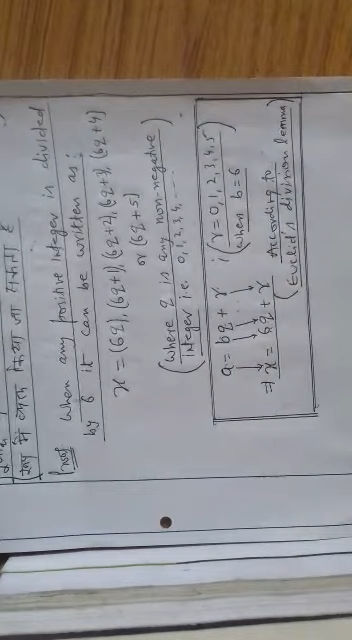 रूप में व्यक्त किया जा सकता है
Proof When any positive integer is divided
by 6 it can be written as:
x = (6q), (6q+1), (6q+2), (6q+3), (6q+4)
or (6q+5)
(where q is any non-negative
integer i.e. 0,1,2,3,4, ....)
a = bq + r ; (r = 0,1,2,3,4,5
when b=6)
⇒ x = 6q + r (According to
Euclid's division lemma)